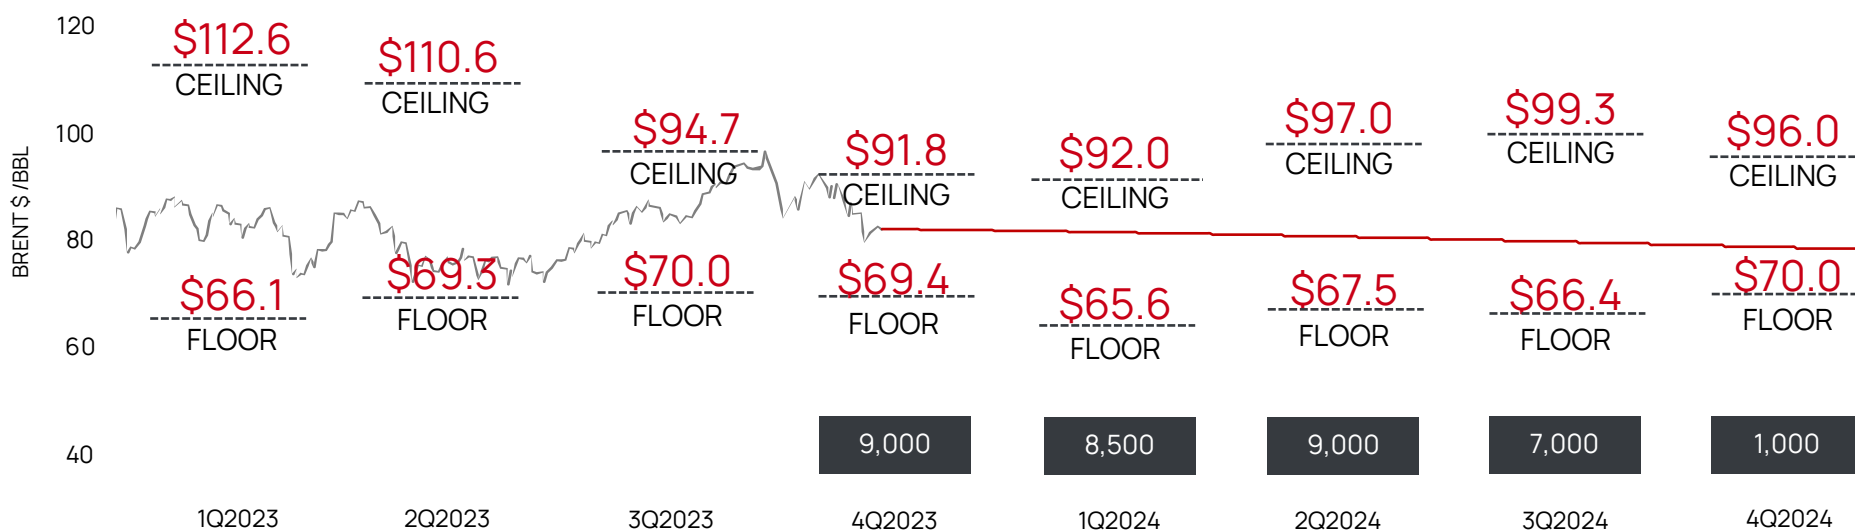 120
$112.6
CEILING
$110.6
CEILING
100
$94.7
CEILING
$91.8
CEILING
$92.0
CEILING
$97.0
CEILING
$99.3
CEILING
$96.0
CEILING
BRENT $ /BBL
80
$66.1
FLOOR
$69.3
FLOOR
$70.0
FLOOR
$69.4
FLOOR
$65.6
FLOOR
$67.5
FLOOR
$66.4
FLOOR
$70.0
FLOOR
60
40
9,000
8,500
9,000
7,000
1,000
1Q2023
2Q2023
3Q2023
4Q2023
1Q2024
2Q2024
3Q2024
4Q2024